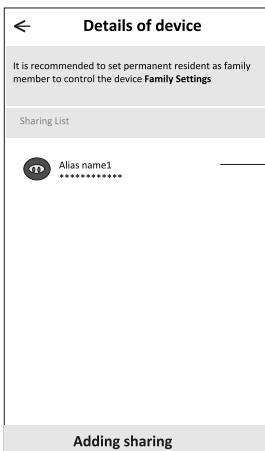 Details of device
It is recommended to set permanent resident as family
member to control the device Family Settings
Sharing List
Alias name1
************
Adding sharing